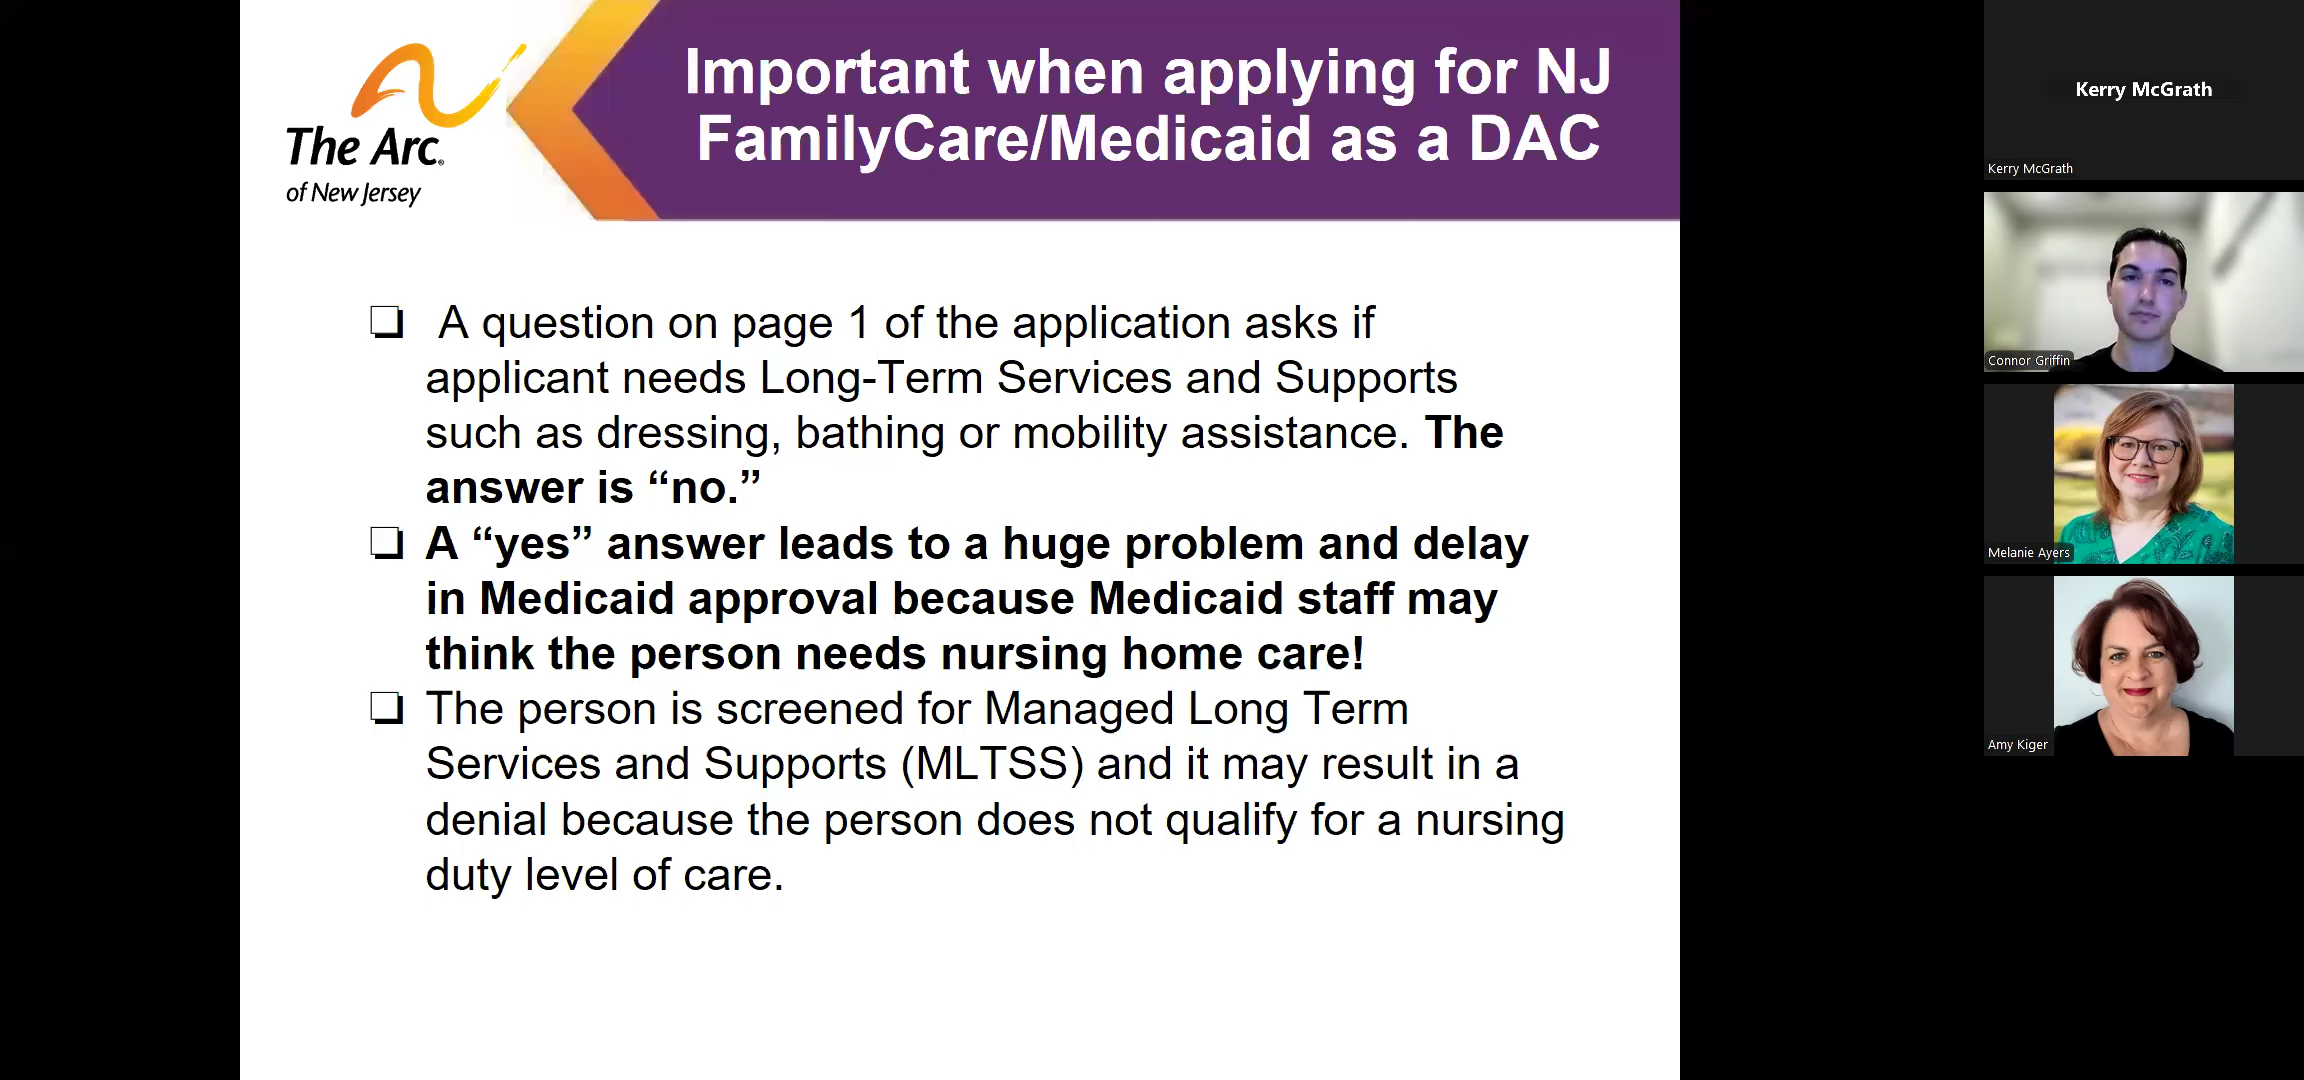 The Arc®
of New Jersey
Important when applying for NJ
FamilyCare/Medicaid as a DAC
❑ A question on page 1 of the application asks if
applicant needs Long-Term Services and Supports
such as dressing, bathing or mobility assistance. The
answer is “no.”
❑ A “yes” answer leads to a huge problem and delay
in Medicaid approval because Medicaid staff may
think the person needs nursing home care!
❑ The person is screened for Managed Long Term
Services and Supports (MLTSS) and it may result in a
denial because the person does not qualify for a nursing
duty level of care.
Kerry McGrath
Kerry McGrath
Connor Griffin
Melanie Ayers
Amy Kiger